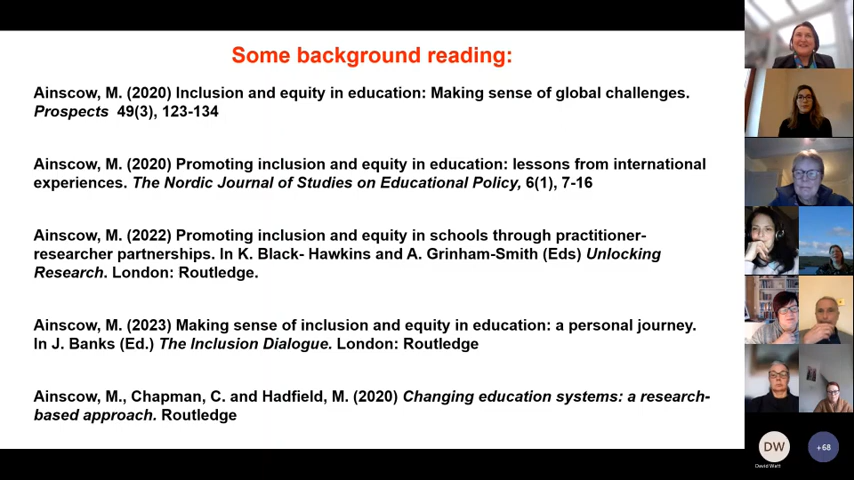 Some background reading:
Ainscow, M. (2020) Inclusion and equity in education: Making sense of global challenges.
Prospects 49(3), 123-134
Ainscow, M. (2020) Promoting inclusion and equity in education: lessons from international
experiences. The Nordic Journal of Studies on Educational Policy, 6(1), 7-16
Ainscow, M. (2022) Promoting inclusion and equity in schools through practitioner-
researcher partnerships. In K. Black- Hawkins and A. Grinham-Smith (Eds) Unlocking
Research. London: Routledge.
Ainscow, M. (2023) Making sense of inclusion and equity in education: a personal journey.
In J. Banks (Ed.) The Inclusion Dialogue. London: Routledge
Ainscow, M., Chapman, C. and Hadfield, M. (2020) Changing education systems: a research-
based approach. Routledge
DW
+68
David Watt